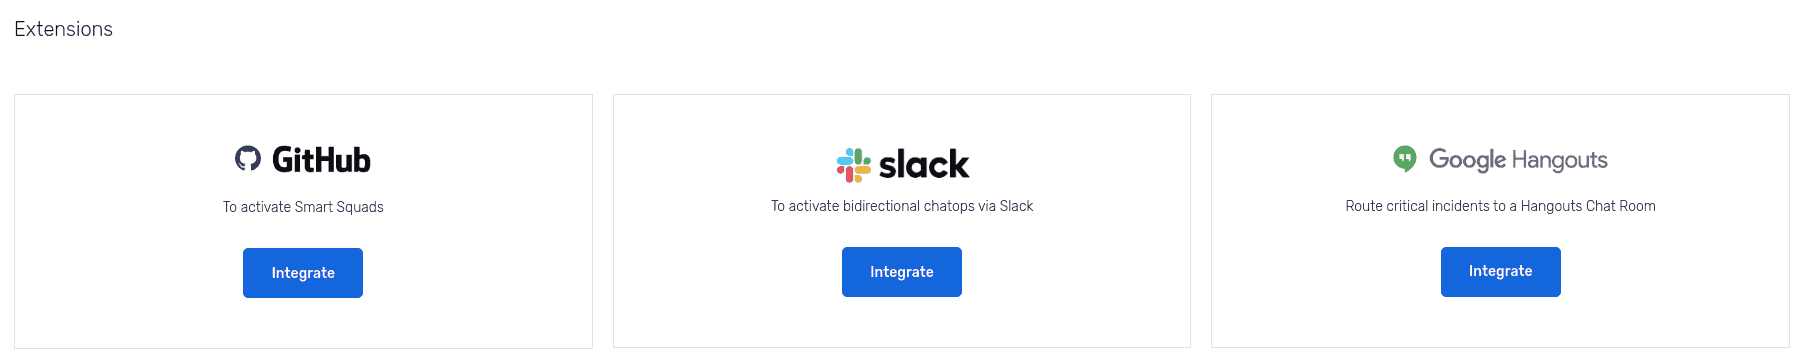 Extensions
GitHub
To activate Smart Squads
Integrate
slack
To activate bidirectional chatops via Slack
Integrate
Google Hangouts
Route critical incidents to a Hangouts Chat Room
Integrate